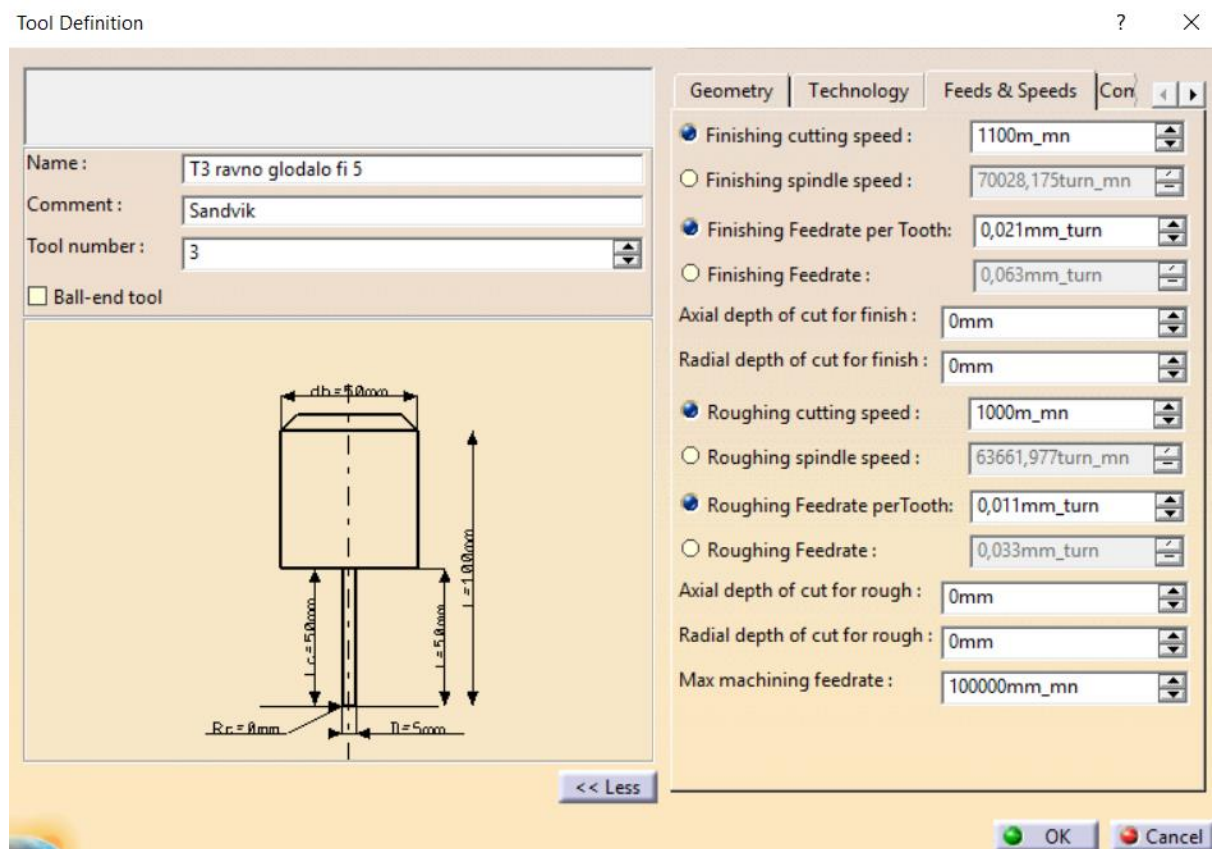 Tool Definition
?
Name :
T3 ravno glodalo fi 5
Comment :
Sandvik
Tool number :
3
Ball-end tool
db=50mm
Lc=50mm
l=50mm
L=100mm
Rc=0mm
D=5mm
<< Less
Geometry
Technology
Feeds & Speeds
Con
Finishing cutting speed :
1100m_mn
Finishing spindle speed :
70028,175turn_mn
Finishing Feedrate per Tooth:
0,021mm_turn
Finishing Feedrate :
0,063mm_turn
Axial depth of cut for finish :
0mm
Radial depth of cut for finish :
0mm
Roughing cutting speed :
1000m_mn
Roughing spindle speed :
63661,977turn_mn
Roughing Feedrate perTooth:
0,011mm_turn
Roughing Feedrate :
0,033mm_turn
Axial depth of cut for rough :
0mm
Radial depth of cut for rough :
0mm
Max machining feedrate :
100000mm_mn
OK
Cancel